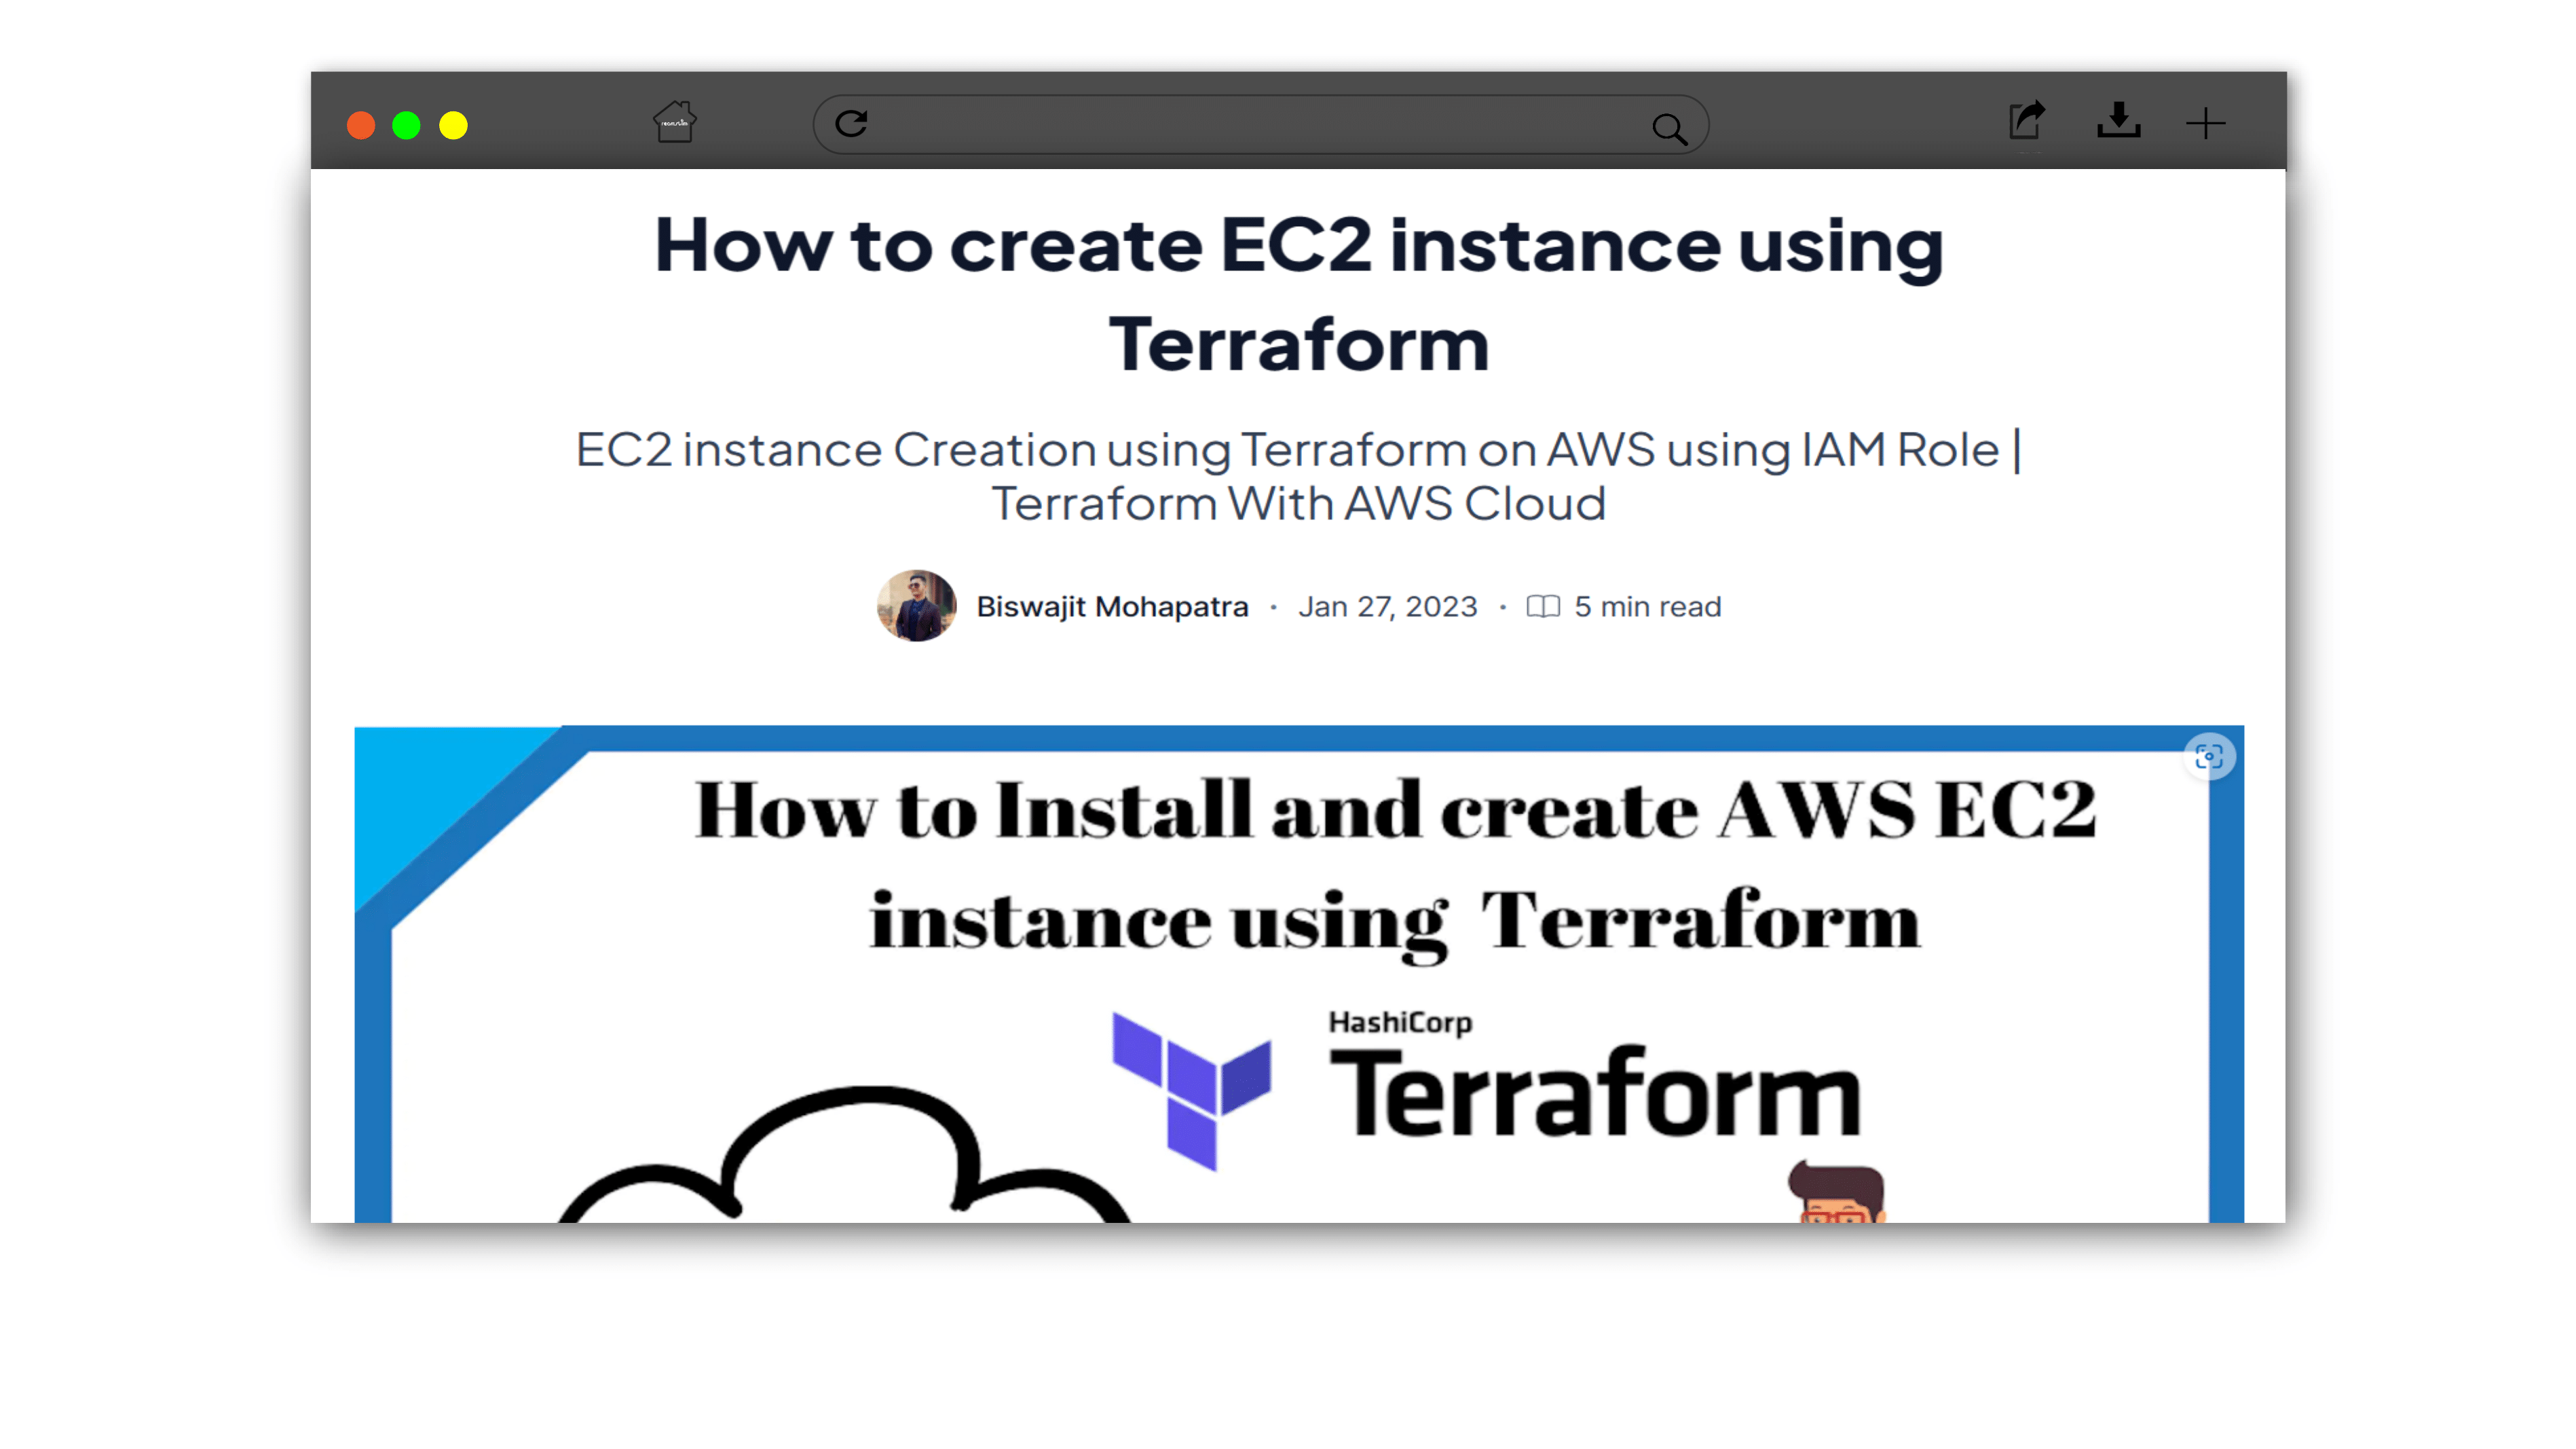 How to create EC2 instance using
Terraform
EC2 instance Creation using Terraform on AWS using IAM Role |
Terraform With AWS Cloud
Biswajit Mohapatra · Jan 27, 2023 · 5 min read
How to Install and create AWS EC2
instance using Terraform
HashiCorp
Terraform